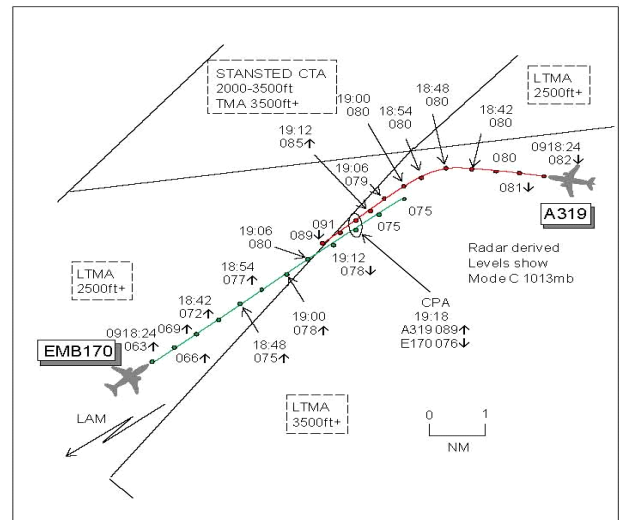 STANSTED CTA
2000-3500ft
TMA 3500ft+
LTMA
2500ft+
19:00
080
18:54
080
18:48
080
18:42
080
19:12
085↑
19:06
079
080
0918:24
082↓
081↓
A319
091
089↓
075
075
19:06
080
19:12
078↓
Radar derived
Levels show
Mode C 1013mb
LTMA
2500ft+
18:54
077↑
18:42
072↑
0918:24
063↑
069↑
066↑
EMB170
19:00
078↑
18:48
075↑
CPA
19:18
A319 089↑
E170 076↓
LAM
LTMA
3500ft+
0 1
NM